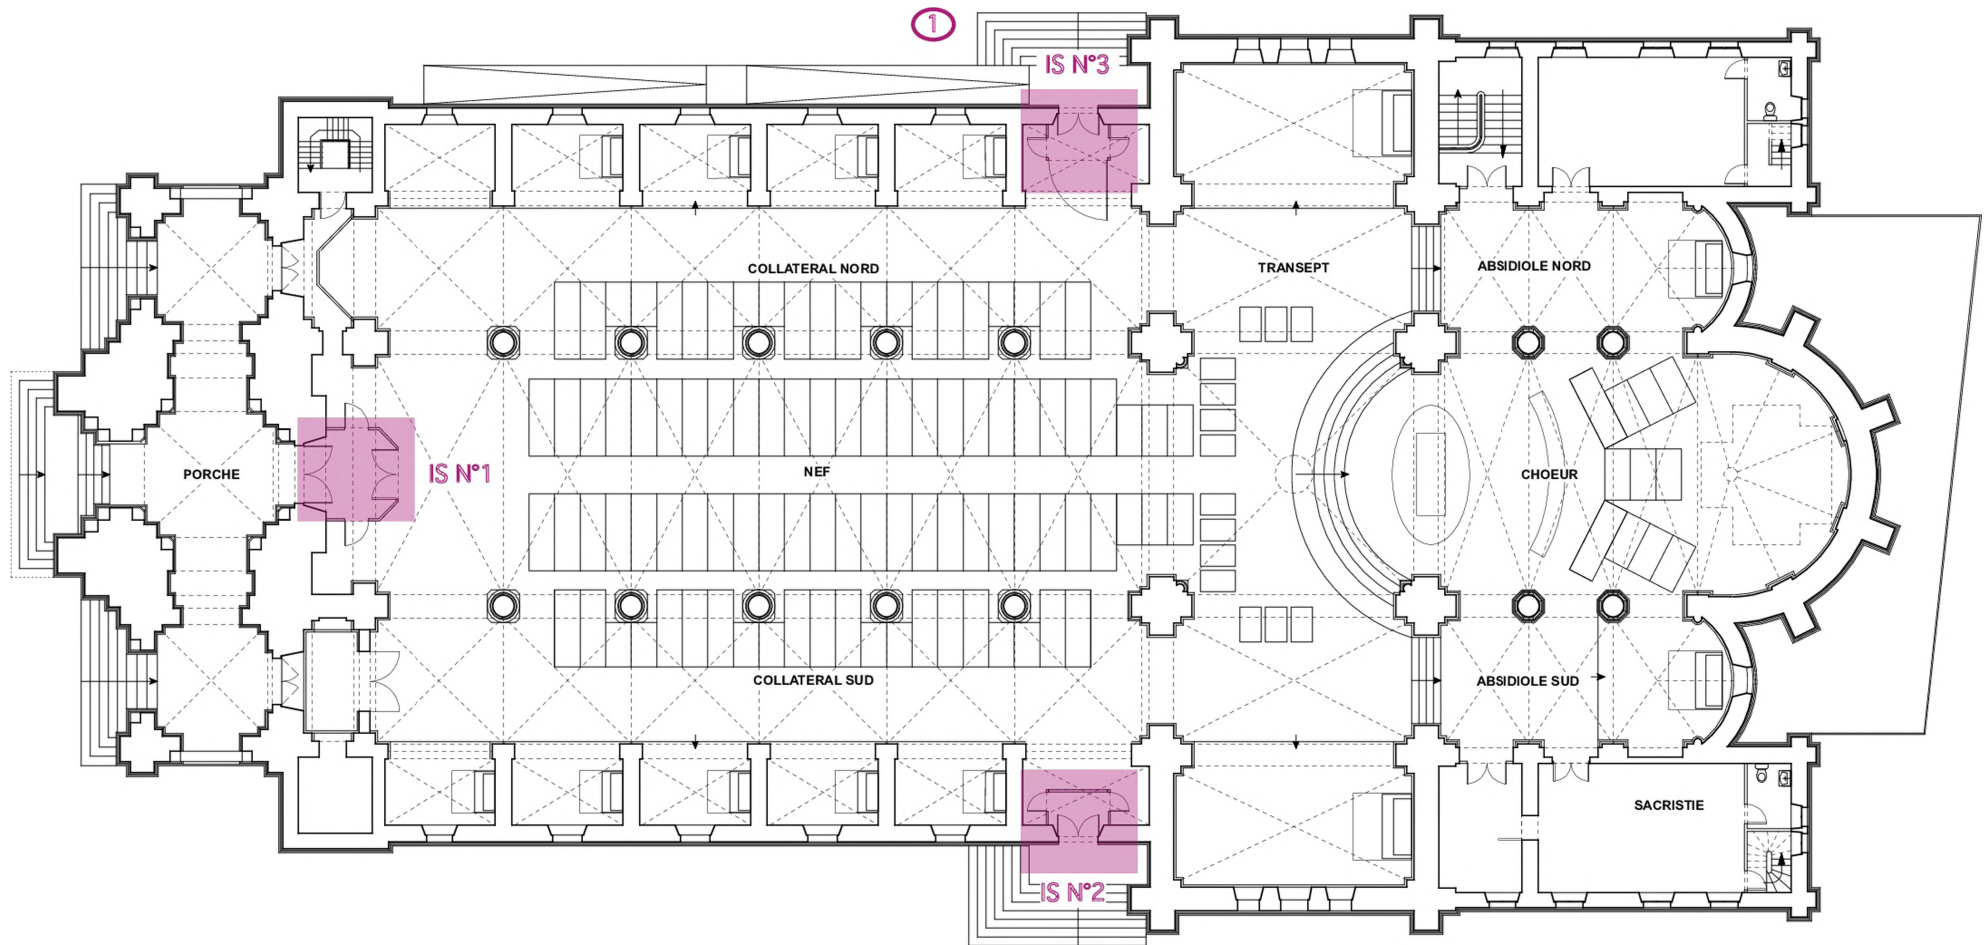 1
IS N°3
COLLATERAL NORD
TRANSEPT
ABSIDIOLE NORD
PORCHE
IS N°1
NEF
CHOEUR
COLLATERAL SUD
ABSIDIOLE SUD
SACRISTIE
IS N°2